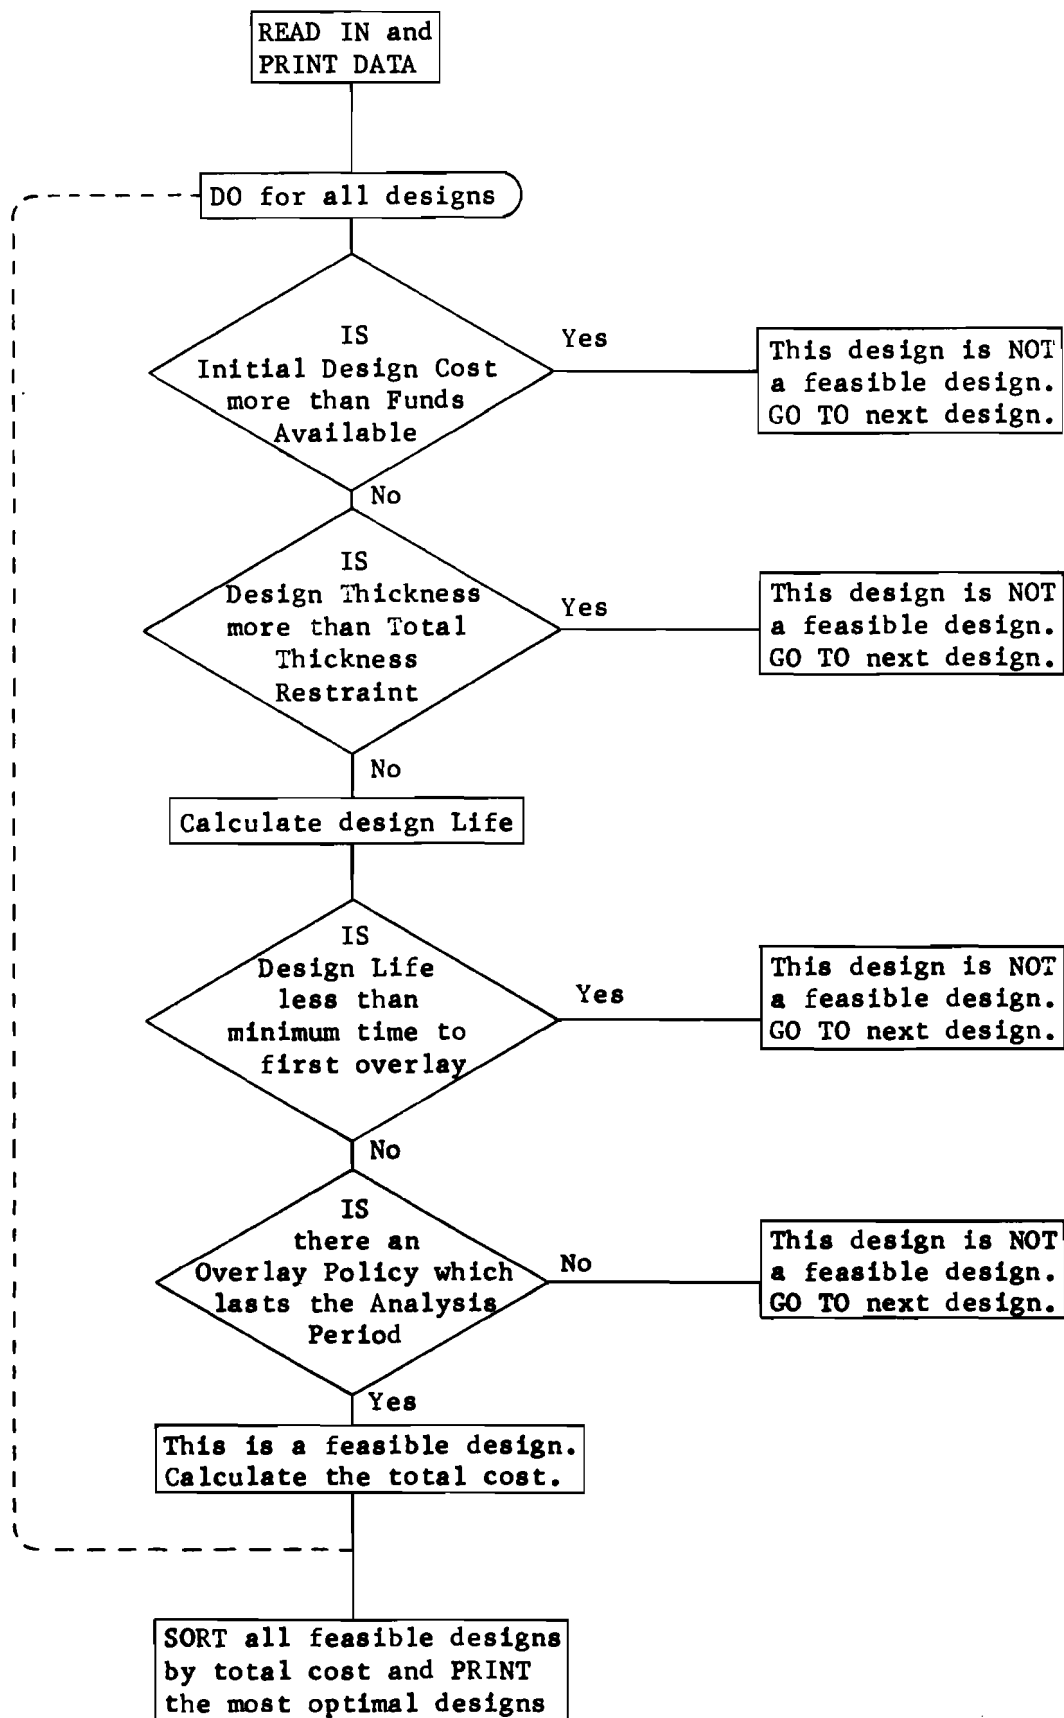 READ IN and
PRINT DATA
DO for all designs
IS
Initial Design Cost
more than Funds
Available
Yes
This design is NOT
a feasible design.
GO TO next design.
No
IS
Design Thickness
more than Total
Thickness
Restraint
Yes
This design is NOT
a feasible design.
GO TO next design.
No
Calculate design Life
IS
Design Life
less than
minimum time to
first overlay
Yes
This design is NOT
a feasible design.
GO TO next design.
No
IS
there an
Overlay Policy which
lasts the Analysis
Period
No
This design is NOT
a feasible design.
GO TO next design.
Yes
This is a feasible design.
Calculate the total cost.
SORT all feasible designs
by total cost and PRINT
the most optimal designs